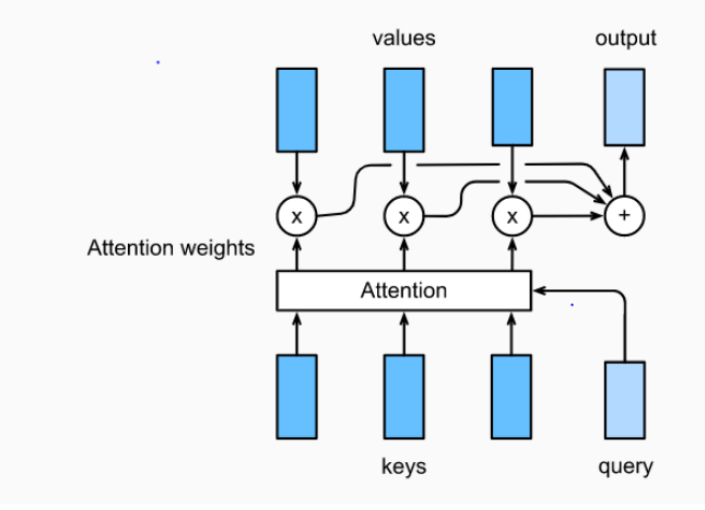 values
output
x
x
x
+
Attention weights
Attention
keys
query